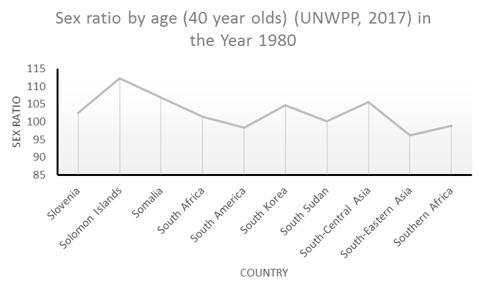 Sex ratio by age (40 year olds) (UNWPP, 2017) in
the Year 1980
115
110
105
100
95
90
85
SEX RATIO
Slovenia
Solomon Islands
Somalia
South Africa
South America
South Korea
South Sudan
South-Central Asia
South-Eastern Asia
Southern Africa
COUNTRY